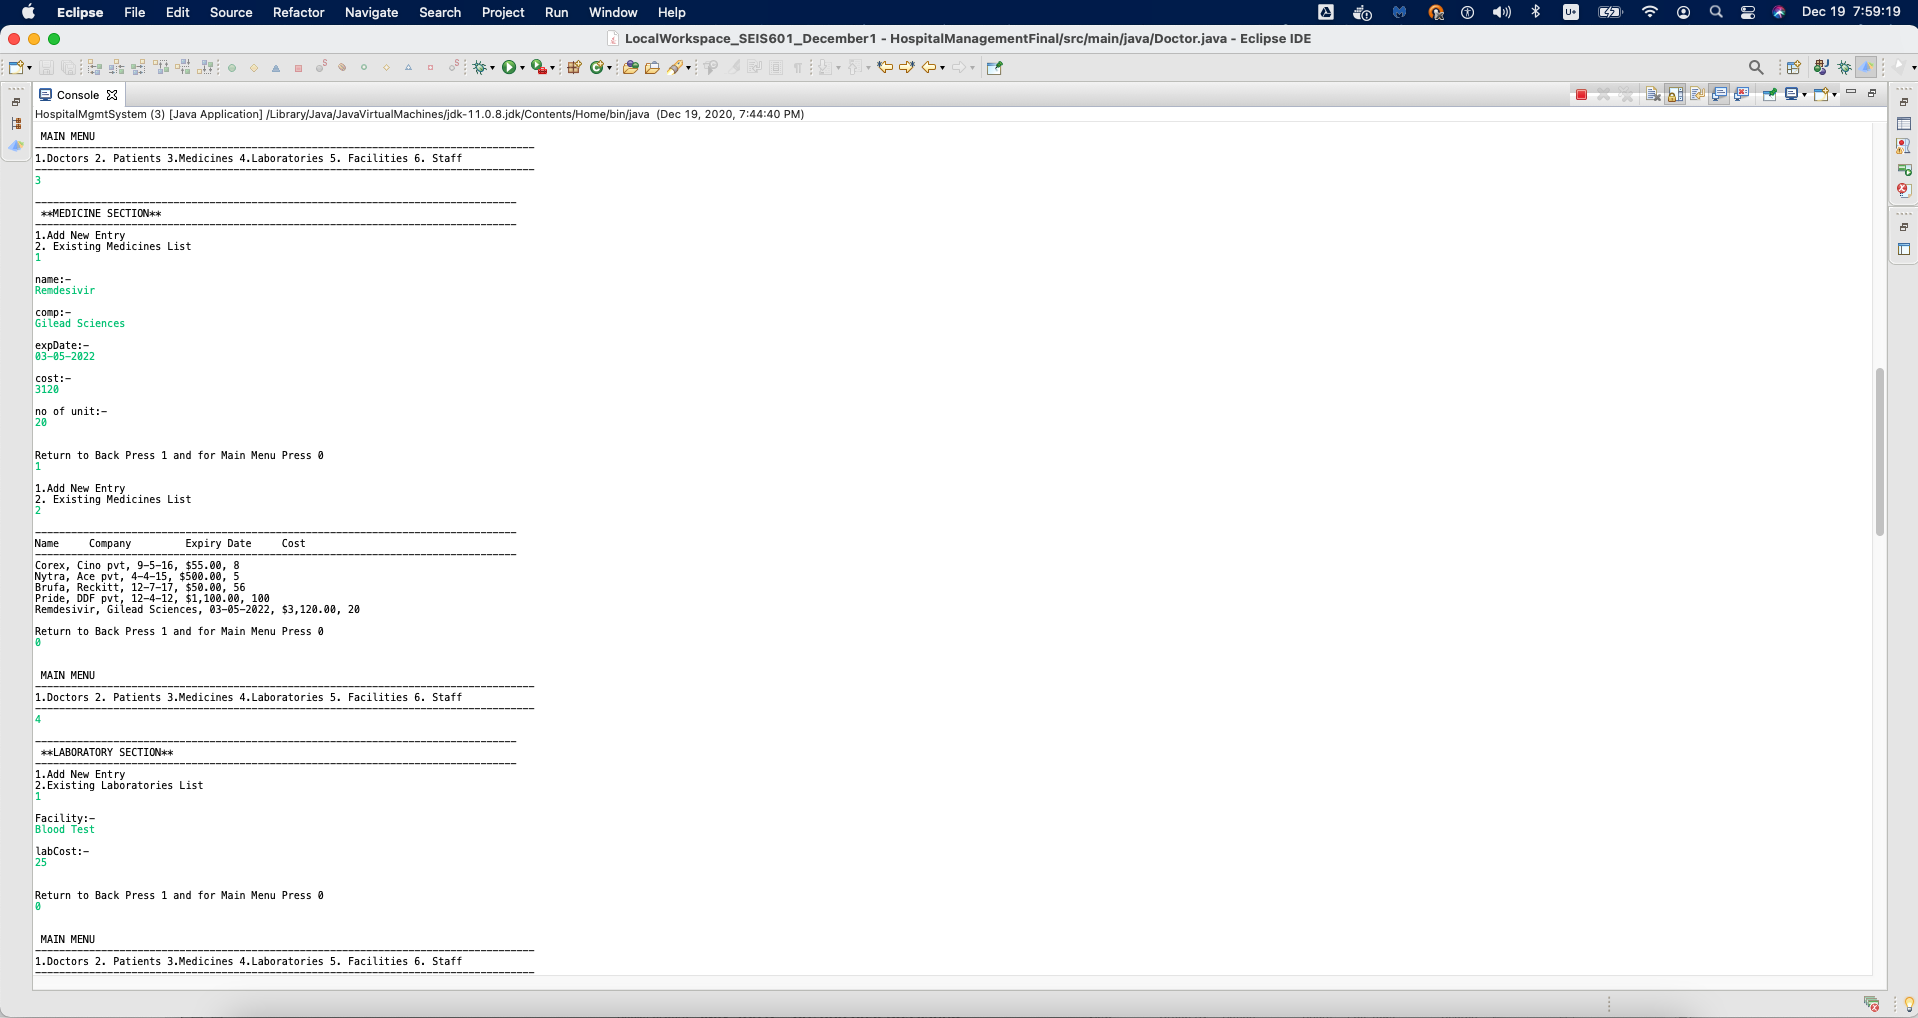 Eclipse File Edit Source Refactor Navigate Search Project Run Window Help Dec 19 7:59:19
LocalWorkspace_SEIS601_December1 - HospitalManagementFinal/src/main/java/Doctor.java - Eclipse IDE
Console
HospitalMgmtSystem (3) [Java Application] /Library/Java/JavaVirtualMachines/jdk-11.0.8.jdk/Contents/Home/bin/java (Dec 19, 2020, 7:44:40 PM)
MAIN MENU
1.Doctors 2. Patients 3.Medicines 4.Laboratories 5. Facilities 6. Staff
3
**MEDICINE SECTION**
1.Add New Entry
2. Existing Medicines List
1
name:-
Remdesivir
comp:-
Gilead Sciences
expDate:-
03-05-2022
cost:-
3120
no of unit:-
20
Return to Back Press 1 and for Main Menu Press 0
1
1.Add New Entry
2. Existing Medicines List
2
Name Company Expiry Date Cost
Corex, Cino pvt, 9-5-16, $55.00, 8
Nytra, Ace pvt, 4-4-15, $500.00, 5
Brufa, Reckitt, 12-7-17, $50.00, 56
Pride, DDF pvt, 12-4-12, $1,100.00, 100
Remdesivir, Gilead Sciences, 03-05-2022, $3,120.00, 20
Return to Back Press 1 and for Main Menu Press 0
0
MAIN MENU
1.Doctors 2. Patients 3.Medicines 4.Laboratories 5. Facilities 6. Staff
4
**LABORATORY SECTION**
1.Add New Entry
2.Existing Laboratories List
1
Facility:-
Blood Test
labCost:-
25
Return to Back Press 1 and for Main Menu Press 0
0
MAIN MENU
1.Doctors 2. Patients 3.Medicines 4.Laboratories 5. Facilities 6. Staff